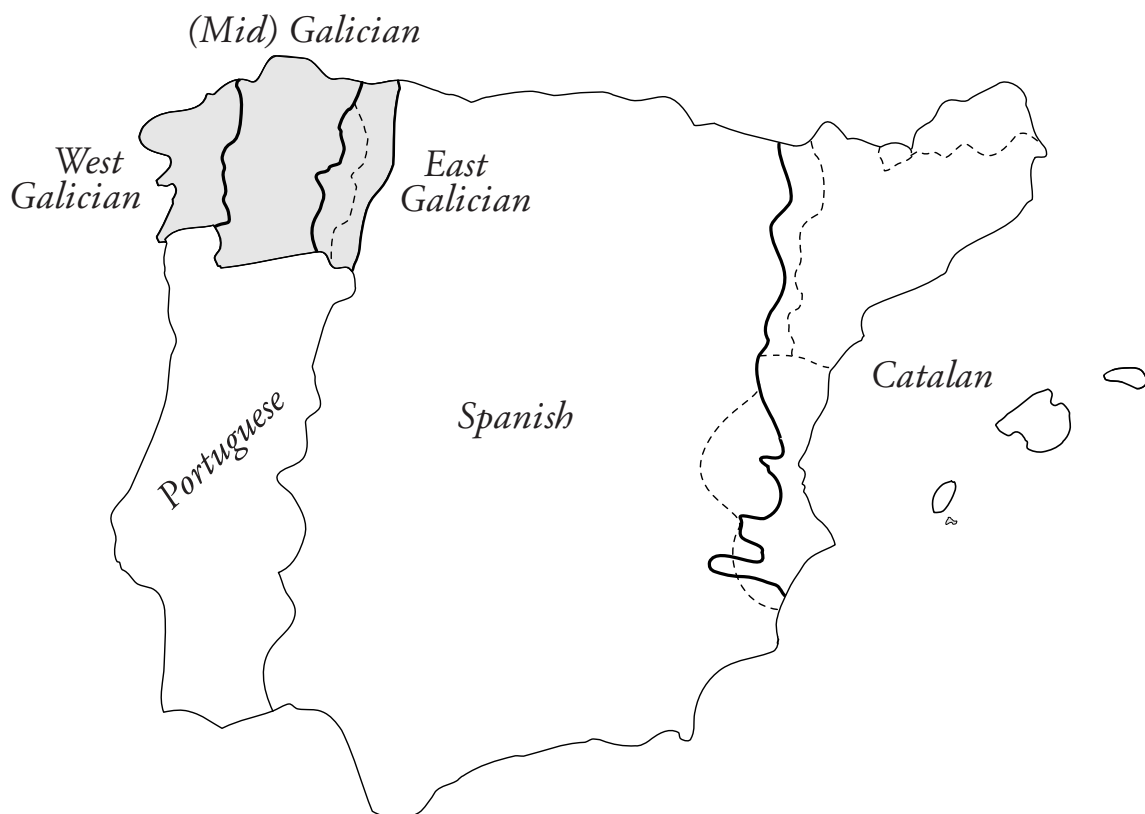 (Mid) Galician
West
Galician
East
Galician
Catalan
Spanish
Portuguese